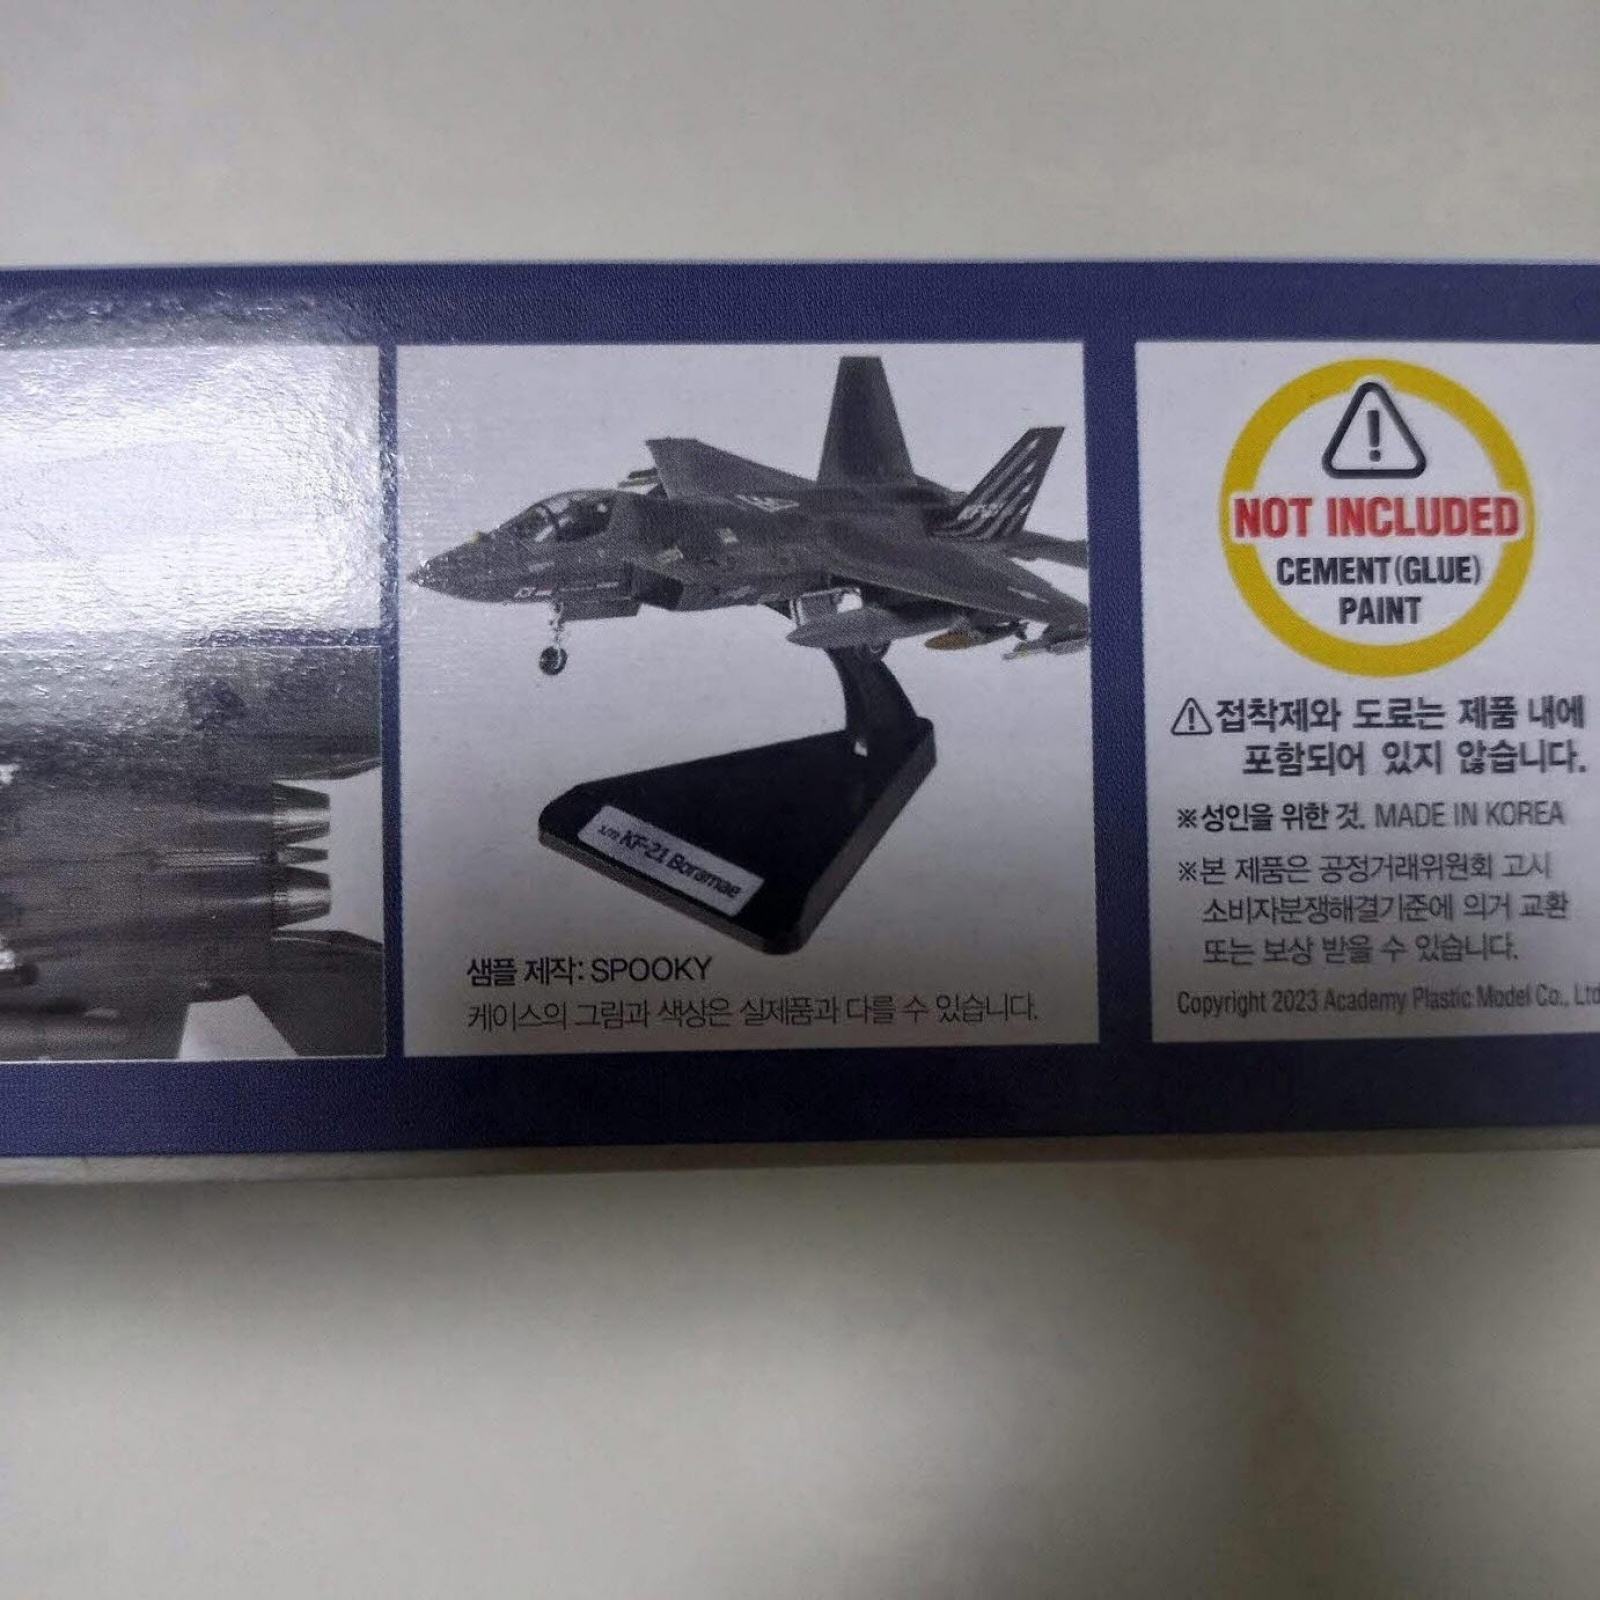 KF-21
1/72 KF-21 Boramae
샘플 제작: SPOOKY
케이스의 그림과 색상은 실제품과 다를 수 있습니다.
NOT INCLUDED
CEMENT(GLUE)
PAINT
접착제와 도료는 제품 내에
포함되어 있지 않습니다.
※성인을 위한 것. MADE IN KOREA
※본 제품은 공정거래위원회 고시
소비자분쟁해결기준에 의거 교환
또는 보상 받을 수 있습니다.
Copyright 2023 Academy Plastic Model Co., Ltd